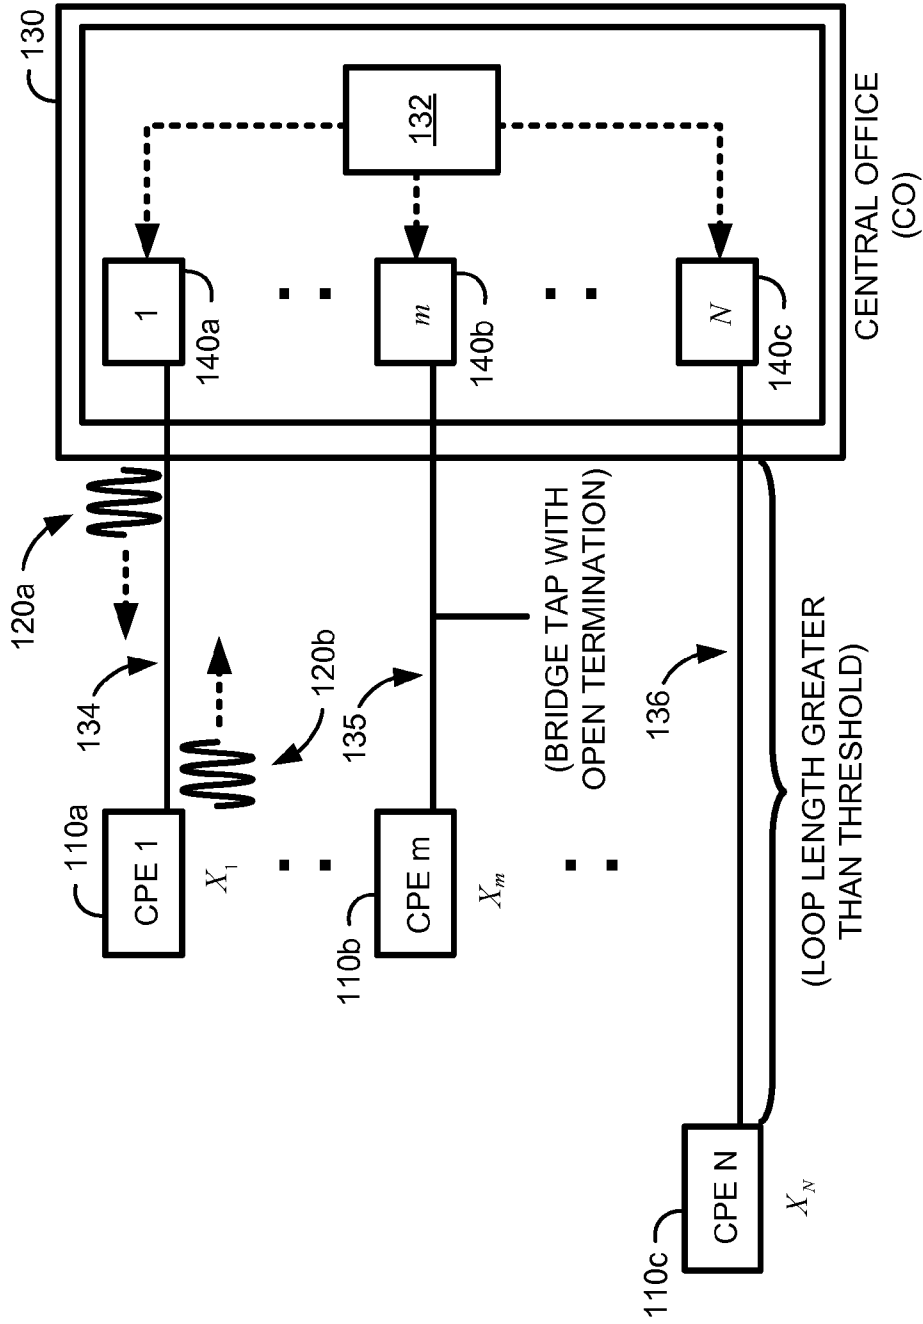 130
132
1
140a
m
140b
N
140c
CENTRAL OFFICE
(CO)
120a
134
120b
135
(BRIDGE TAP WITH
OPEN TERMINATION)
136
(LOOP LENGTH GREATER
THAN THRESHOLD)
110a
CPE 1
X1
110b
CPE m
Xm
110c
CPE N
XN